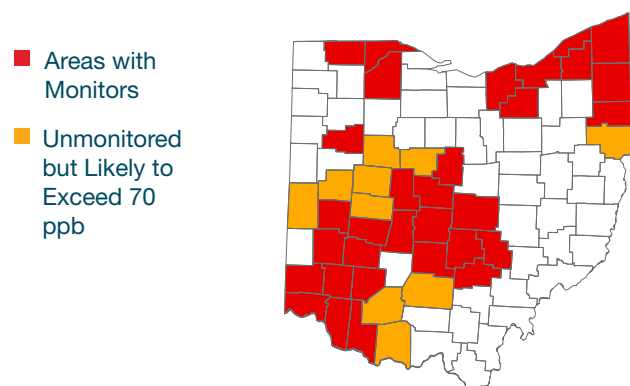 Areas with
Monitors
Unmonitored
but Likely to
Exceed 70
ppb